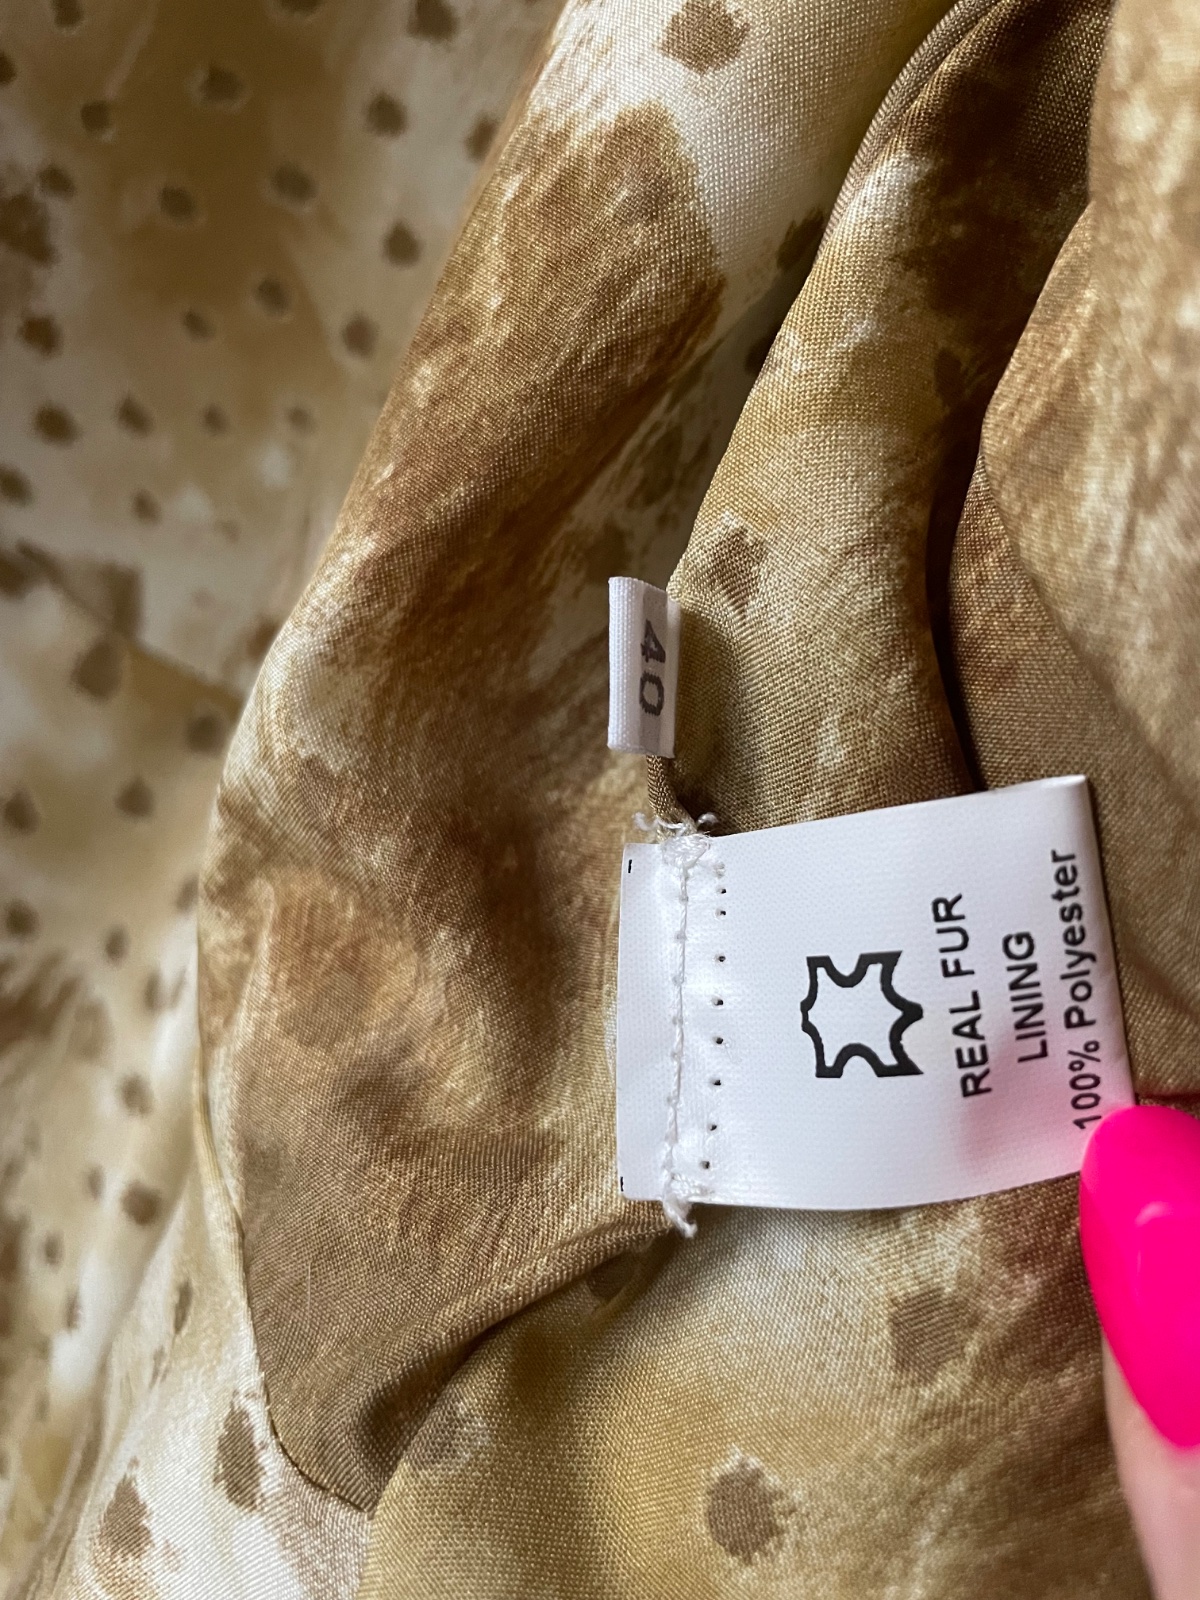 40
REAL FUR
LINING
100% Polyester